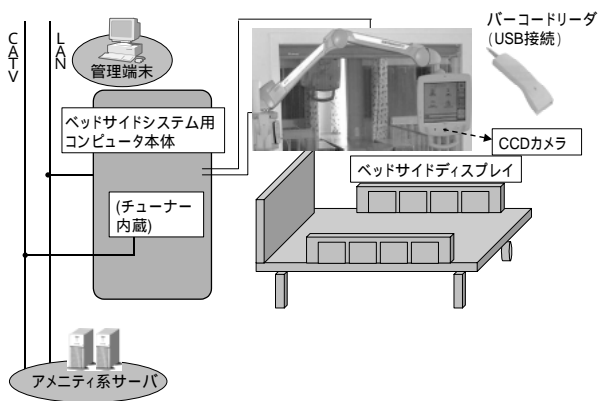 CATV
LAN
管理端末
ベッドサイドシステム用
コンピュータ本体
(チューナー
内蔵)
バーコードリーダ
(USB接続)
CCDカメラ
ベッドサイドディスプレイ
アメニティ系サーバ